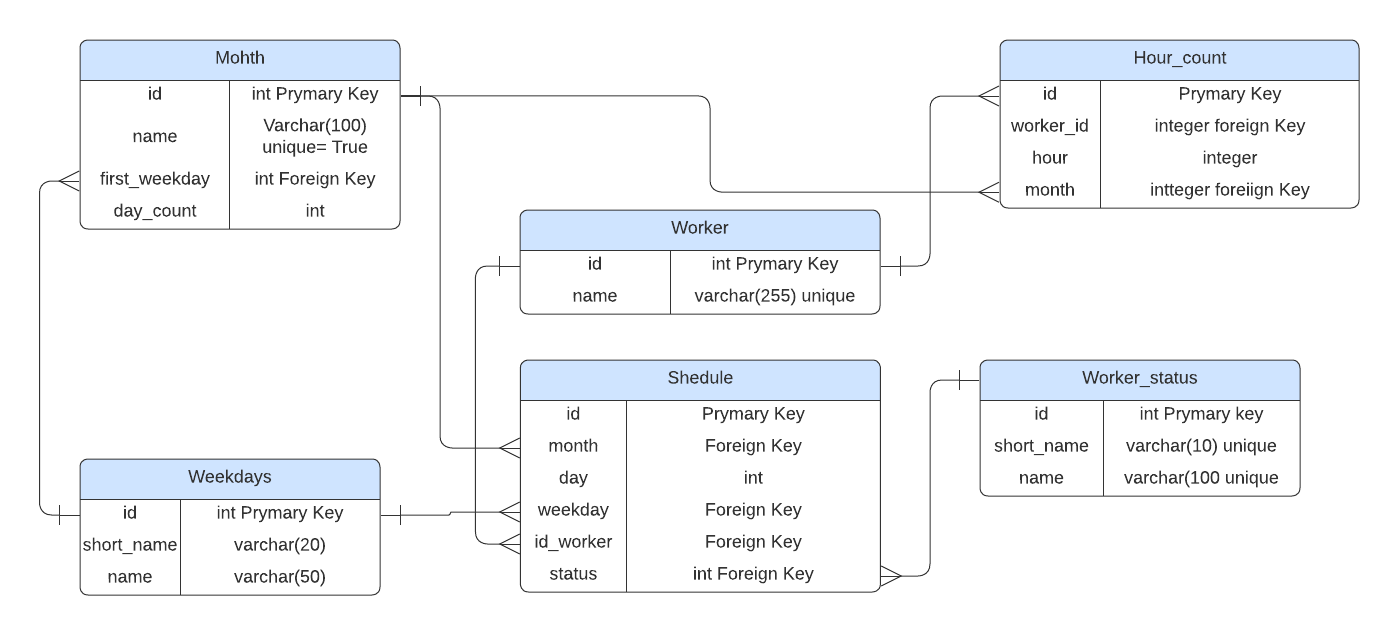 Mohth
id int Prymary Key
name Varchar(100)
unique= True
first_weekday int Foreign Key
day_count int
Hour_count
id Prymary Key
worker_id integer foreign Key
hour integer
month intteger foreiign Key
Worker
id int Prymary Key
name varchar(255) unique
Shedule
id Prymary Key
month Foreign Key
day int
weekday Foreign Key
id_worker Foreign Key
status int Foreign Key
Worker_status
id int Prymary key
short_name varchar(10) unique
name varchar(100 unique
Weekdays
id int Prymary Key
short_name varchar(20)
name varchar(50)